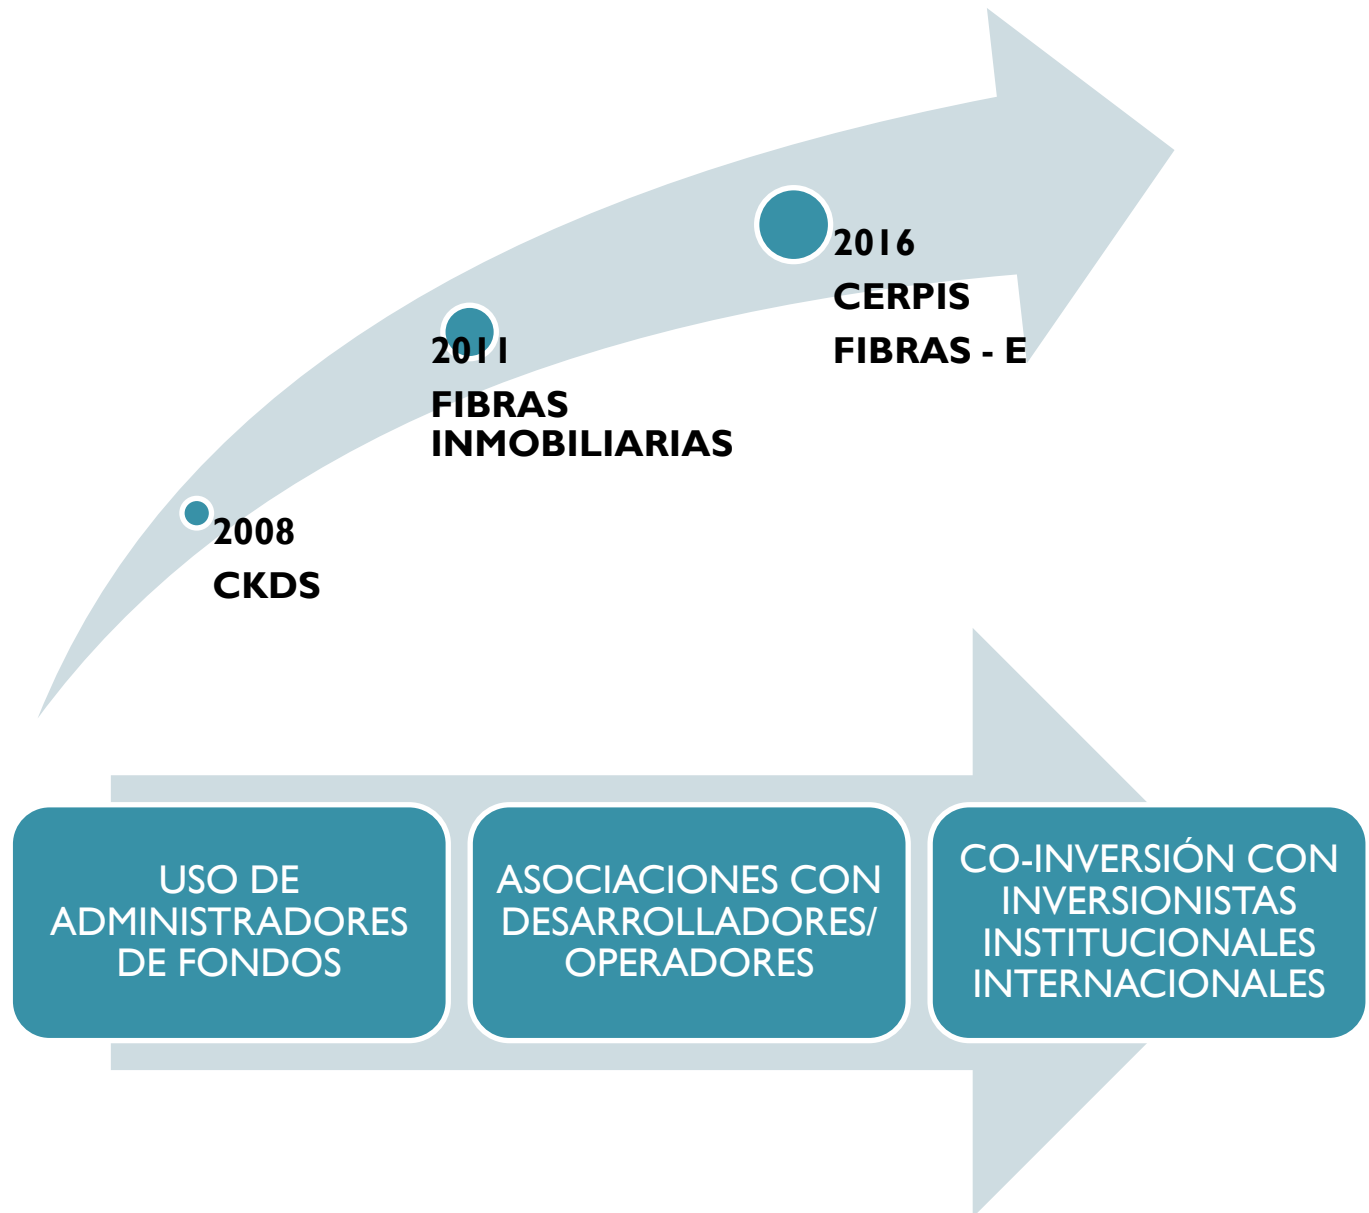 2016
CERPIS
FIBRAS - E
2011
FIBRAS
INMOBILIARIAS
2008
CKDS
USO DE
ADMINISTRADORES
DE FONDOS
ASOCIACIONES CON
DESARROLLADORES/
OPERADORES
CO-INVERSIÓN CON
INVERSIONISTAS
INSTITUCIONALES
INTERNACIONALES